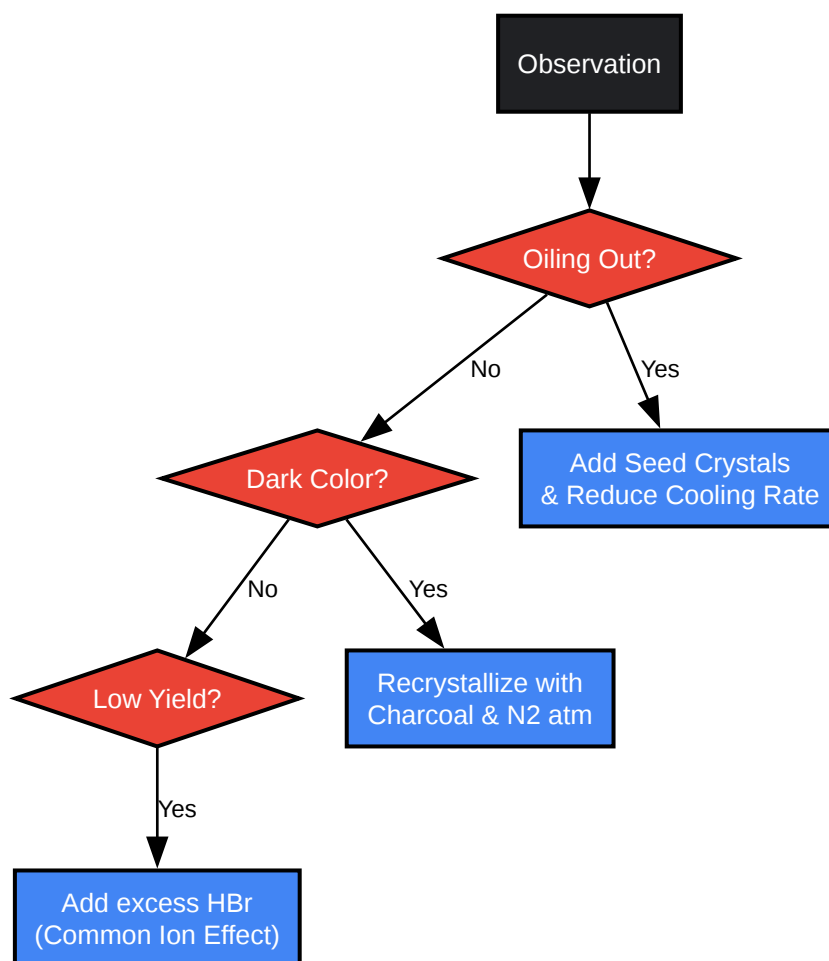 Observation
Oiling Out?
No
Yes
Dark Color?
Add Seed Crystals
& Reduce Cooling Rate
No
Yes
Low Yield?
Recrystallize with
Charcoal & N2 atm
Yes
Add excess HBr
(Common Ion Effect)